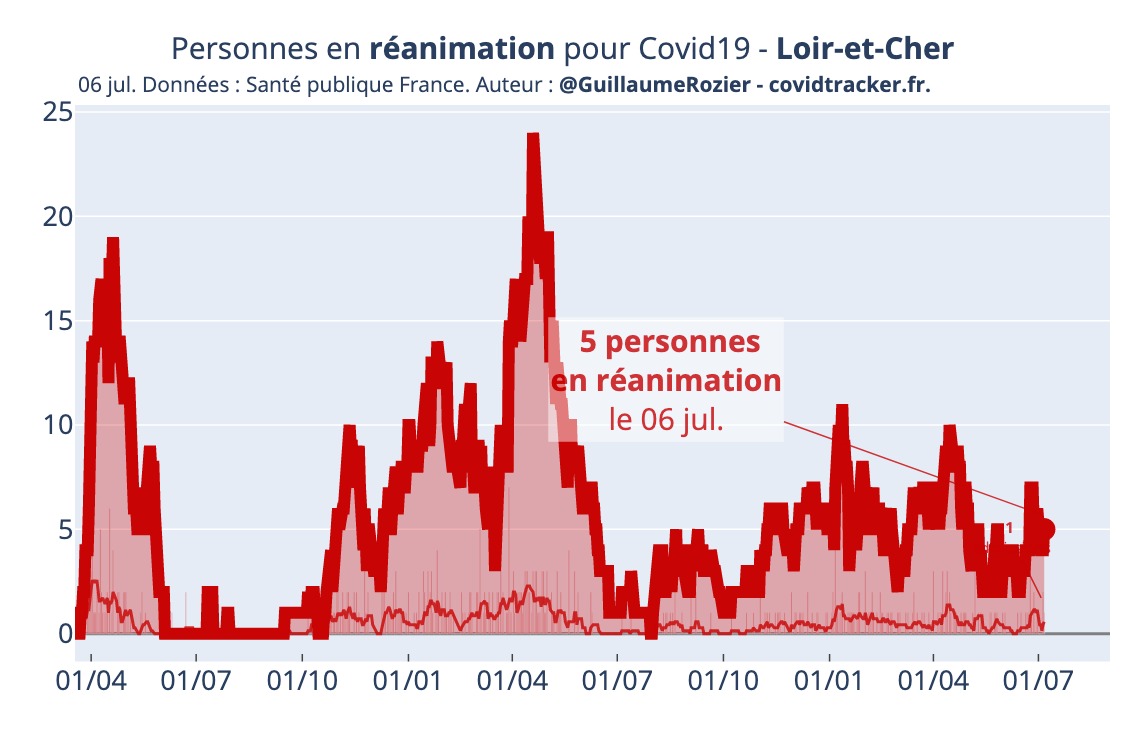 Personnes en réanimation pour Covid19 - Loir-et-Cher
06 jul. Données : Santé publique France. Auteur : @GuillaumeRozier - covidtracker.fr.
25
20
15
10
5
0
5 personnes
en réanimation
le 06 jul.
1
01/04 01/07 01/10 01/01 01/04 01/07 01/10 01/01 01/04 01/07